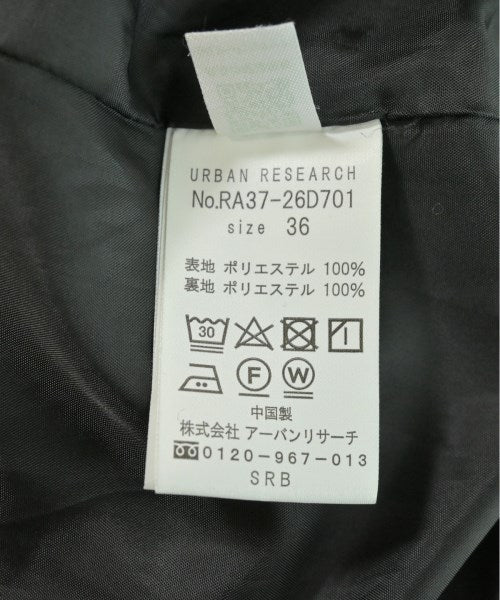 URBAN RESEARCH
No.RA37-26D701
size 36
表地 ポリエステル 100%
裏地 ポリエステル 100%
30
F W
中国製
株式会社 アーバンリサーチ
0120-967-013
SRB